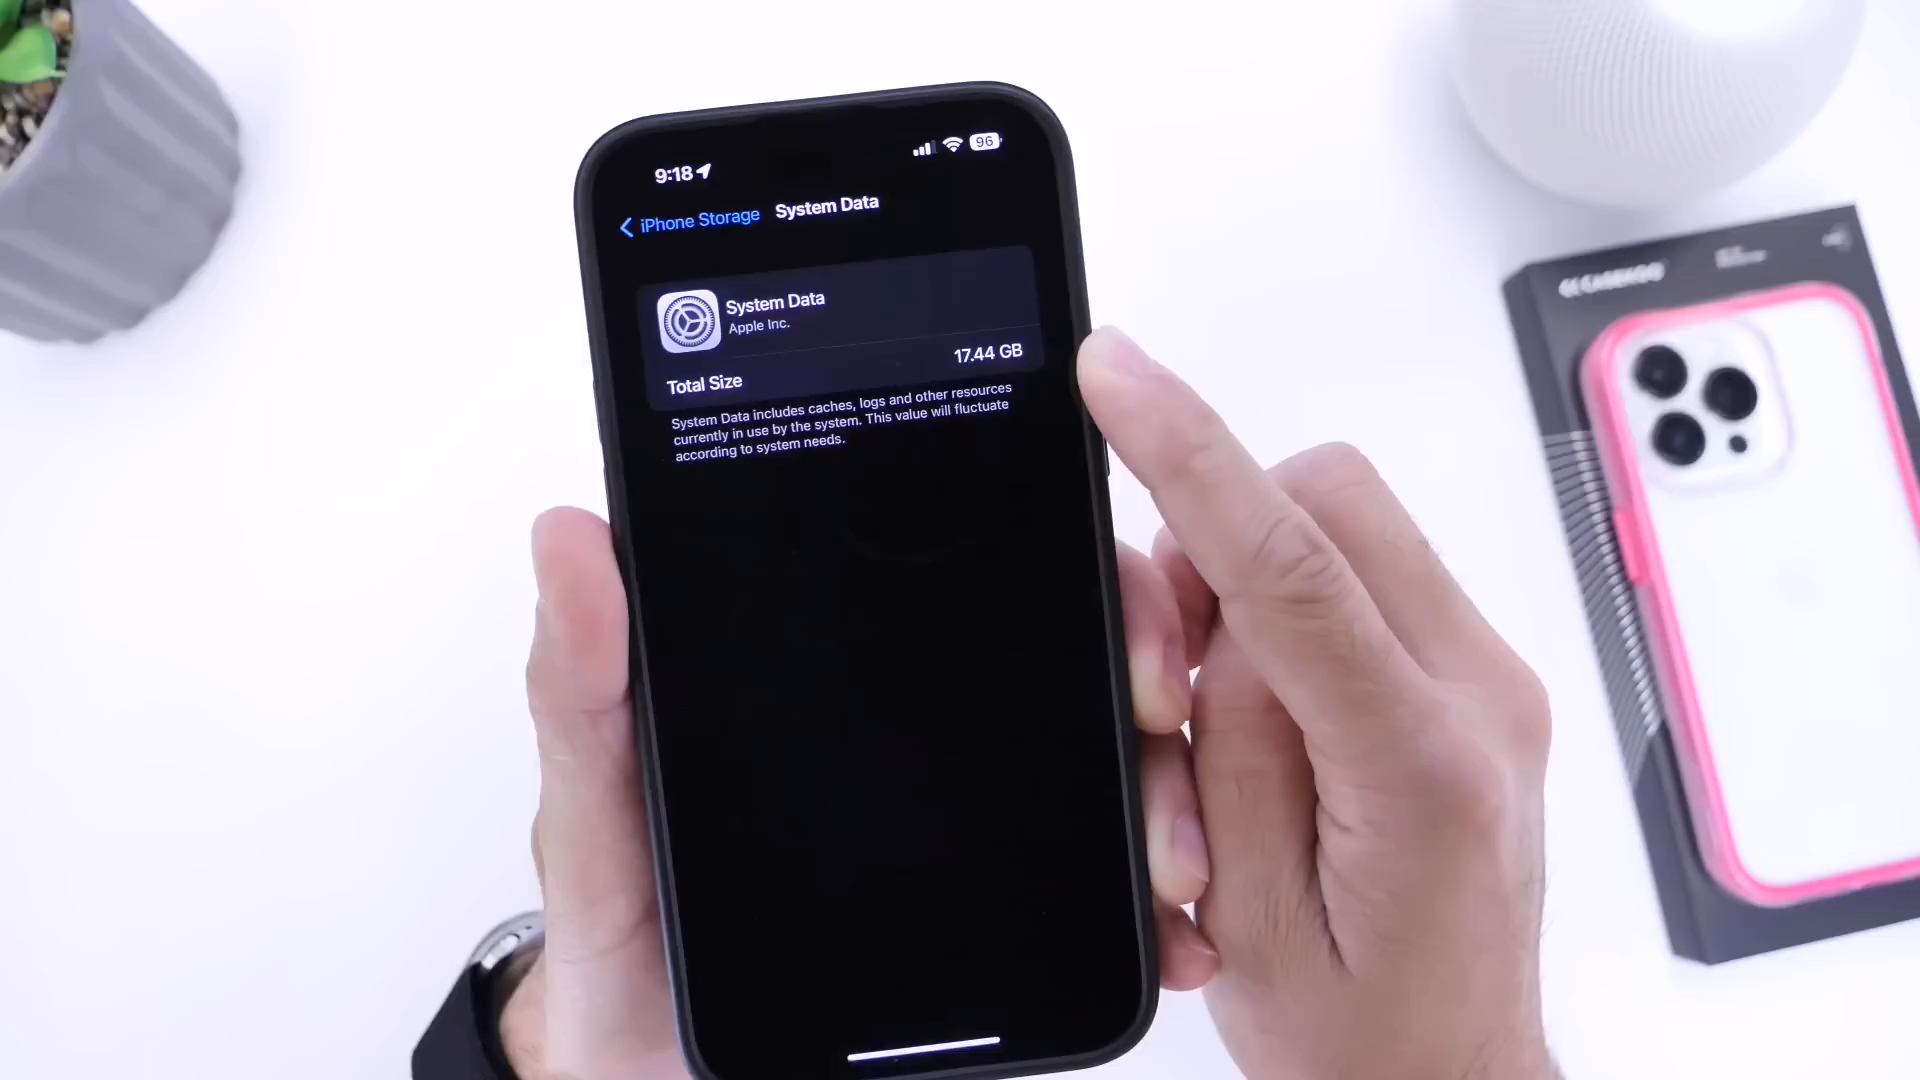 9:18
96
iPhone Storage
System Data
System Data
Apple Inc.
Total Size
17.44 GB
System Data includes caches, logs and other resources
currently in use by the system. This value will fluctuate
according to system needs.